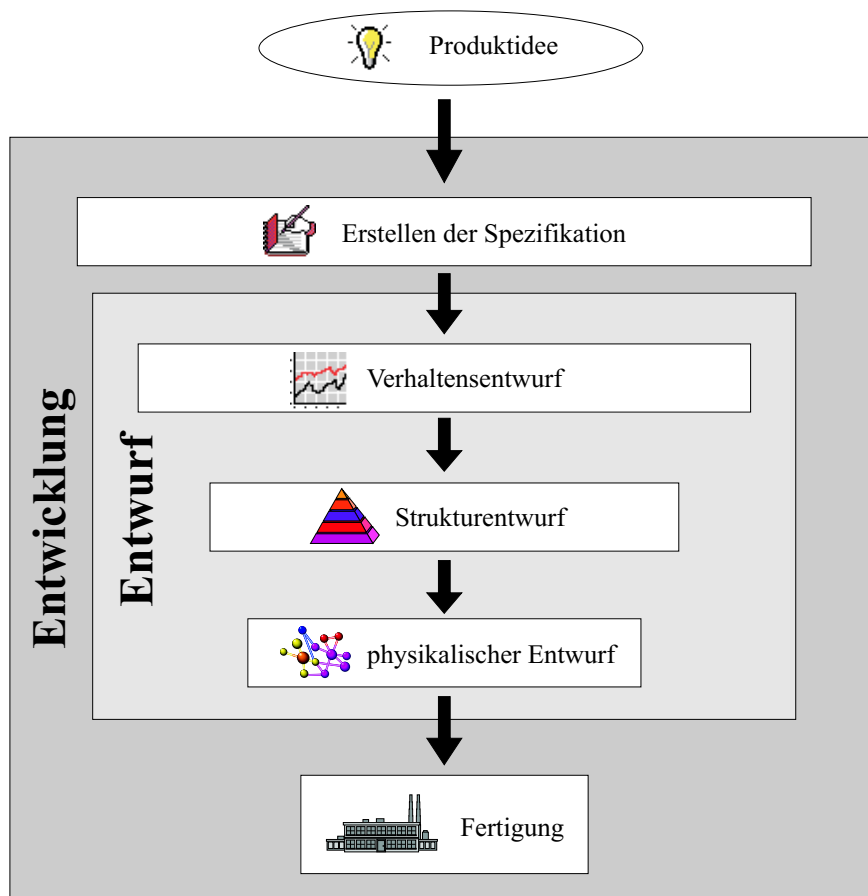 Produktidee
Erstellen der Spezifikation
Verhaltensentwurf
Strukturentwurf
physikalischer Entwurf
Fertigung
Entwicklung
Entwurf